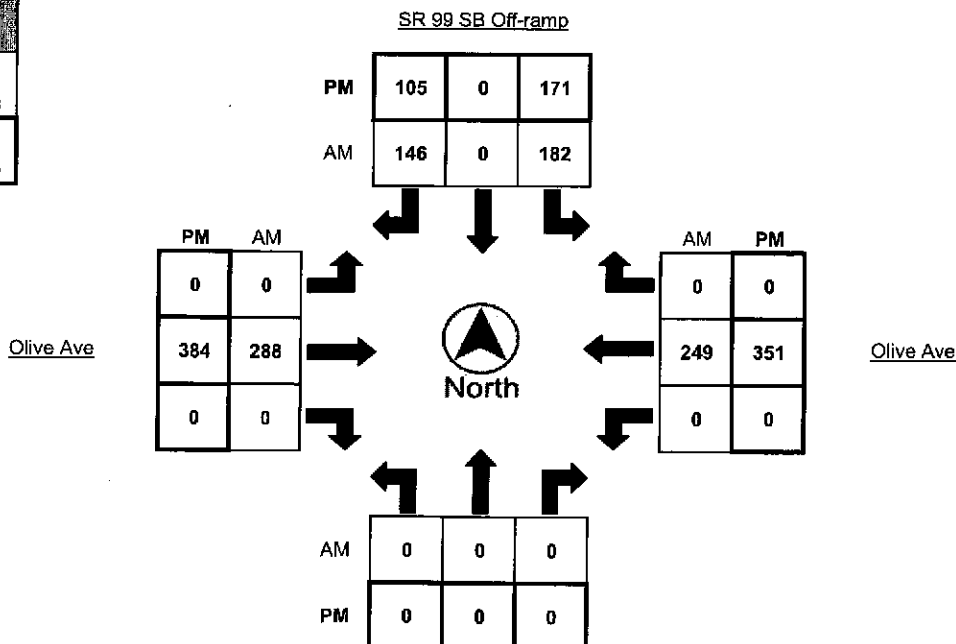 SR 99 SB Off-ramp
PM 105 0 171
AM 146 0 182
PM AM
0 0
384 288
0 0
Olive Ave
North
AM PM
0 0
249 351
0 0
Olive Ave
AM 0 0 0
PM 0 0 0